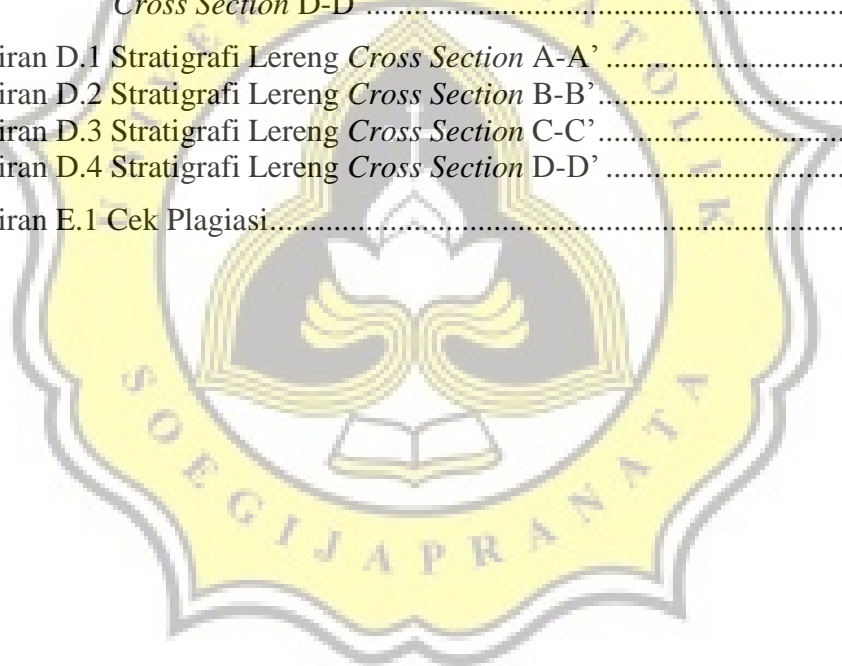 Cross Section D-D’ ........................................................
iran D.1 Stratigrafi Lereng Cross Section A-A’ ............................
iran D.2 Stratigrafi Lereng Cross Section B-B’.............................
iran D.3 Stratigrafi Lereng Cross Section C-C’.............................
iran D.4 Stratigrafi Lereng Cross Section D-D’ ............................
iran E.1 Cek Plagiasi......................................................................
ATOLIK
SOEGIJAPRANATA